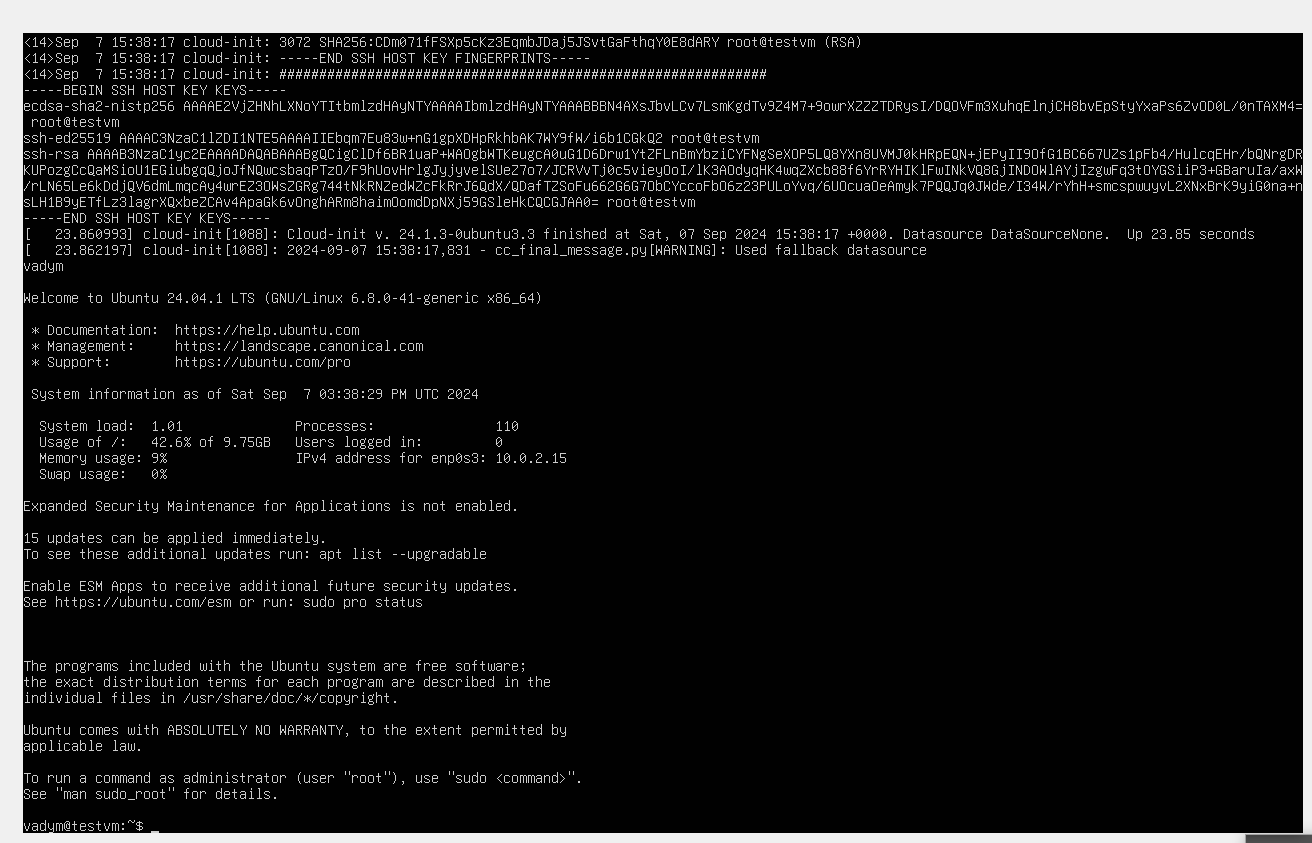 <14>Sep  7 15:38:17 cloud-init: 3072 SHA256:CDm071fFSXp5cKz3EqmbJDaj5JSvtGaFthqY0E8dARY root@testvm (RSA)
<14>Sep  7 15:38:17 cloud-init: -----END SSH HOST KEY FINGERPRINTS-----
<14>Sep  7 15:38:17 cloud-init: #############################################################
-----BEGIN SSH HOST KEY KEYS-----
ecdsa-sha2-nistp256 AAAAE2VjZHNhLXNoYTItbmlzdHAyNTYAAAAIbmlzdHAyNTYAAABBBN4AXsJbvLCv7LsmKgdTv9Z4M7+9owrXZZZTDRysI/DQOVFm3XuhqElnjCH8bvEpStyYxaPs6ZvOD0L/0nTAXM4=
 root@testvm
ssh-ed25519 AAAAC3NzaC1lZDI1NTE5AAAAIIEbqm7Eu83w+nG1gpXDHpRkhbAK7WY9fW/i6b1CGkQ2 root@testvm
ssh-rsa AAAAB3NzaC1yc2EAAAADAQABAAABgQCigClDf6BR1uaP+WAOgbWTKeugcA0uG1D6Drw1YtZFLnBmYbziCYFNgSeXOP5LQ8YXn8UVMJ0kHRpEQN+jEPyII9OfG1BC667UZs1pFb4/HulcqEHr/bQNrgDR
KUPozgCcQaMSioU1EGiubgqQjoJfNQwcsbaqPTzO/F9hUovHrlgJyjyvelSUeZ7o7/JCRVvTj0c5vieyOoI/lK3AOdyqHK4wqZXcb88f6YrRYHIKlFwINkVQ8GjINDOWlAYjIzgwFq3tOYGSiiP3+GBaruIa/axW
/rLN65Le6kDdjQV6dmLmqcAy4wrEZ3OWsZGRg744tNkRNZedWZcFkRrJ6QdX/QDafTZSoFu662G6G7ObCYccoFbO6z23PULoYvq/6UOcuaOeAmyk7PQQJq0JWde/I34W/rYhH+smcspwuyvL2XNxBrK9yiG0na+n
sLH1B9yETfLz3lagrXQxbeZCAv4ApaGk6vOnghARm8haimOomdDpNXj59GSleHkCQCGJAA0= root@testvm
-----END SSH HOST KEY KEYS-----
[   23.860993] cloud-init[1088]: Cloud-init v. 24.1.3-0ubuntu3.3 finished at Sat, 07 Sep 2024 15:38:17 +0000. Datasource DataSourceNone.  Up 23.85 seconds
[   23.862197] cloud-init[1088]: 2024-09-07 15:38:17,831 - cc_final_message.py[WARNING]: Used fallback datasource
vadym
Welcome to Ubuntu 24.04.1 LTS (GNU/Linux 6.8.0-41-generic x86_64)
 * Documentation:  https://help.ubuntu.com
 * Management:     https://landscape.canonical.com
 * Support:        https://ubuntu.com/pro
 System information as of Sat Sep  7 03:38:29 PM UTC 2024
  System load:  1.01                Processes:               110
  Usage of /:   42.6% of 9.75GB   Users logged in:         0
  Memory usage: 9%                IPv4 address for enp0s3: 10.0.2.15
  Swap usage:   0%
Expanded Security Maintenance for Applications is not enabled.
15 updates can be applied immediately.
To see these additional updates run: apt list --upgradable
Enable ESM Apps to receive additional future security updates.
See https://ubuntu.com/esm or run: sudo pro status
The programs included with the Ubuntu system are free software;
the exact distribution terms for each program are described in the
individual files in /usr/share/doc/*/copyright.
Ubuntu comes with ABSOLUTELY NO WARRANTY, to the extent permitted by
applicable law.
To run a command as administrator (user "root"), use "sudo <command>".
See "man sudo_root" for details.
vadym@testvm:~$ _